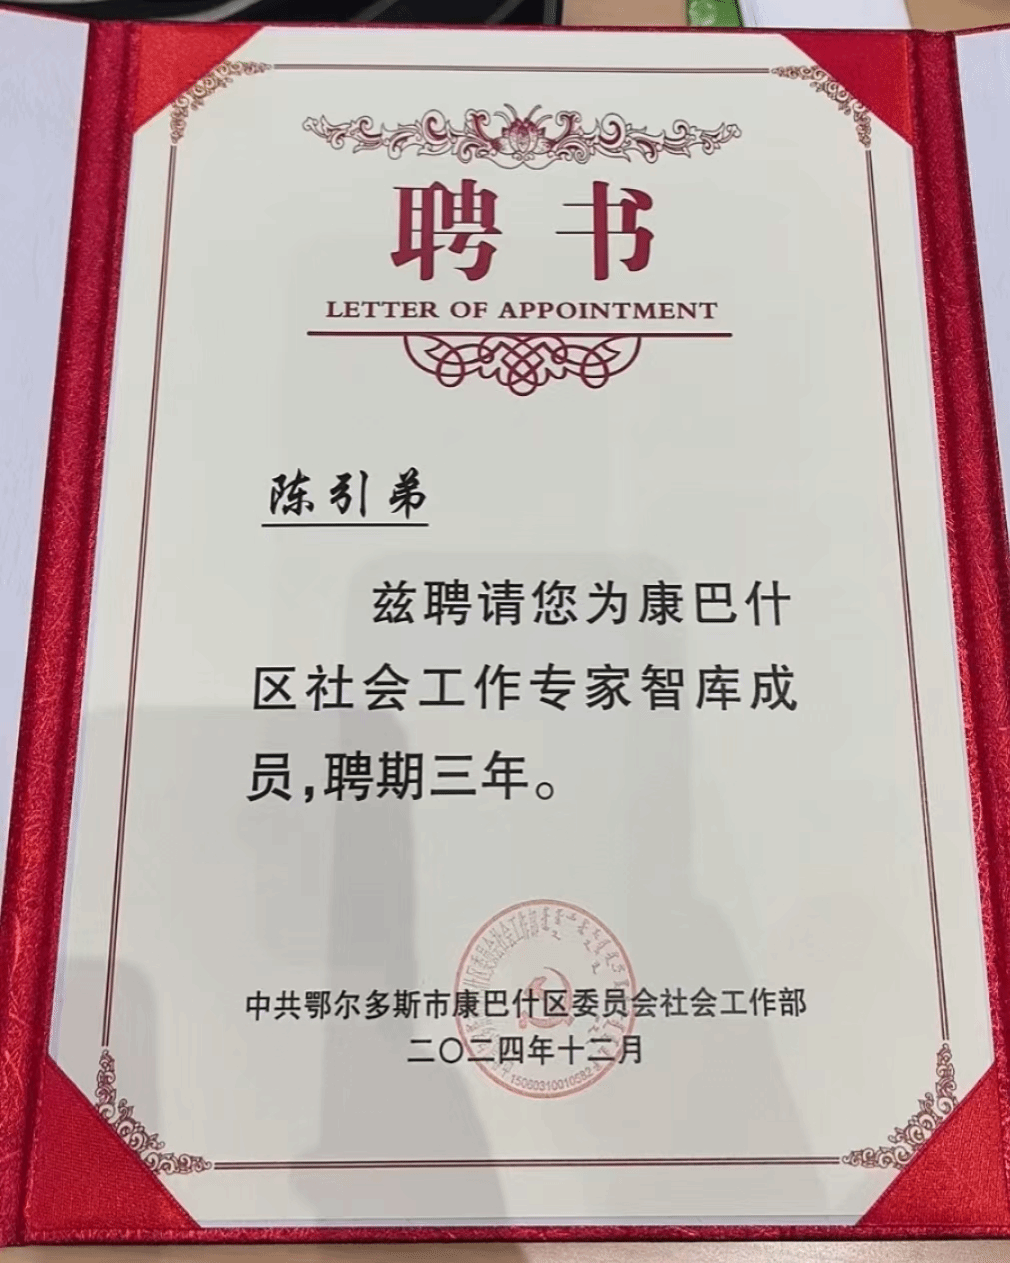 聘书
LETTER OF APPOINTMENT
陈引弟
兹聘请您为康巴什
区社会工作专家智库成
员,聘期三年。
中共鄂尔多斯市康巴什区委员会社会工作部
二〇二四年十二月
15060310010582